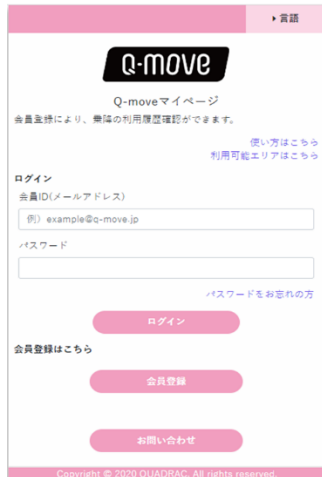 言語
Q-move
Q-moveマイページ
会員登録により、乗降の利用履歴確認ができます。
使い方はこちら
利用可能エリアはこちら
ログイン
会員ID(メールアドレス)
例）example@q-move.jp
パスワード
パスワードをお忘れの方
ログイン
会員登録はこちら
会員登録
お問い合わせ
Copyright © 2020 QUADRAC. All rights reserved.